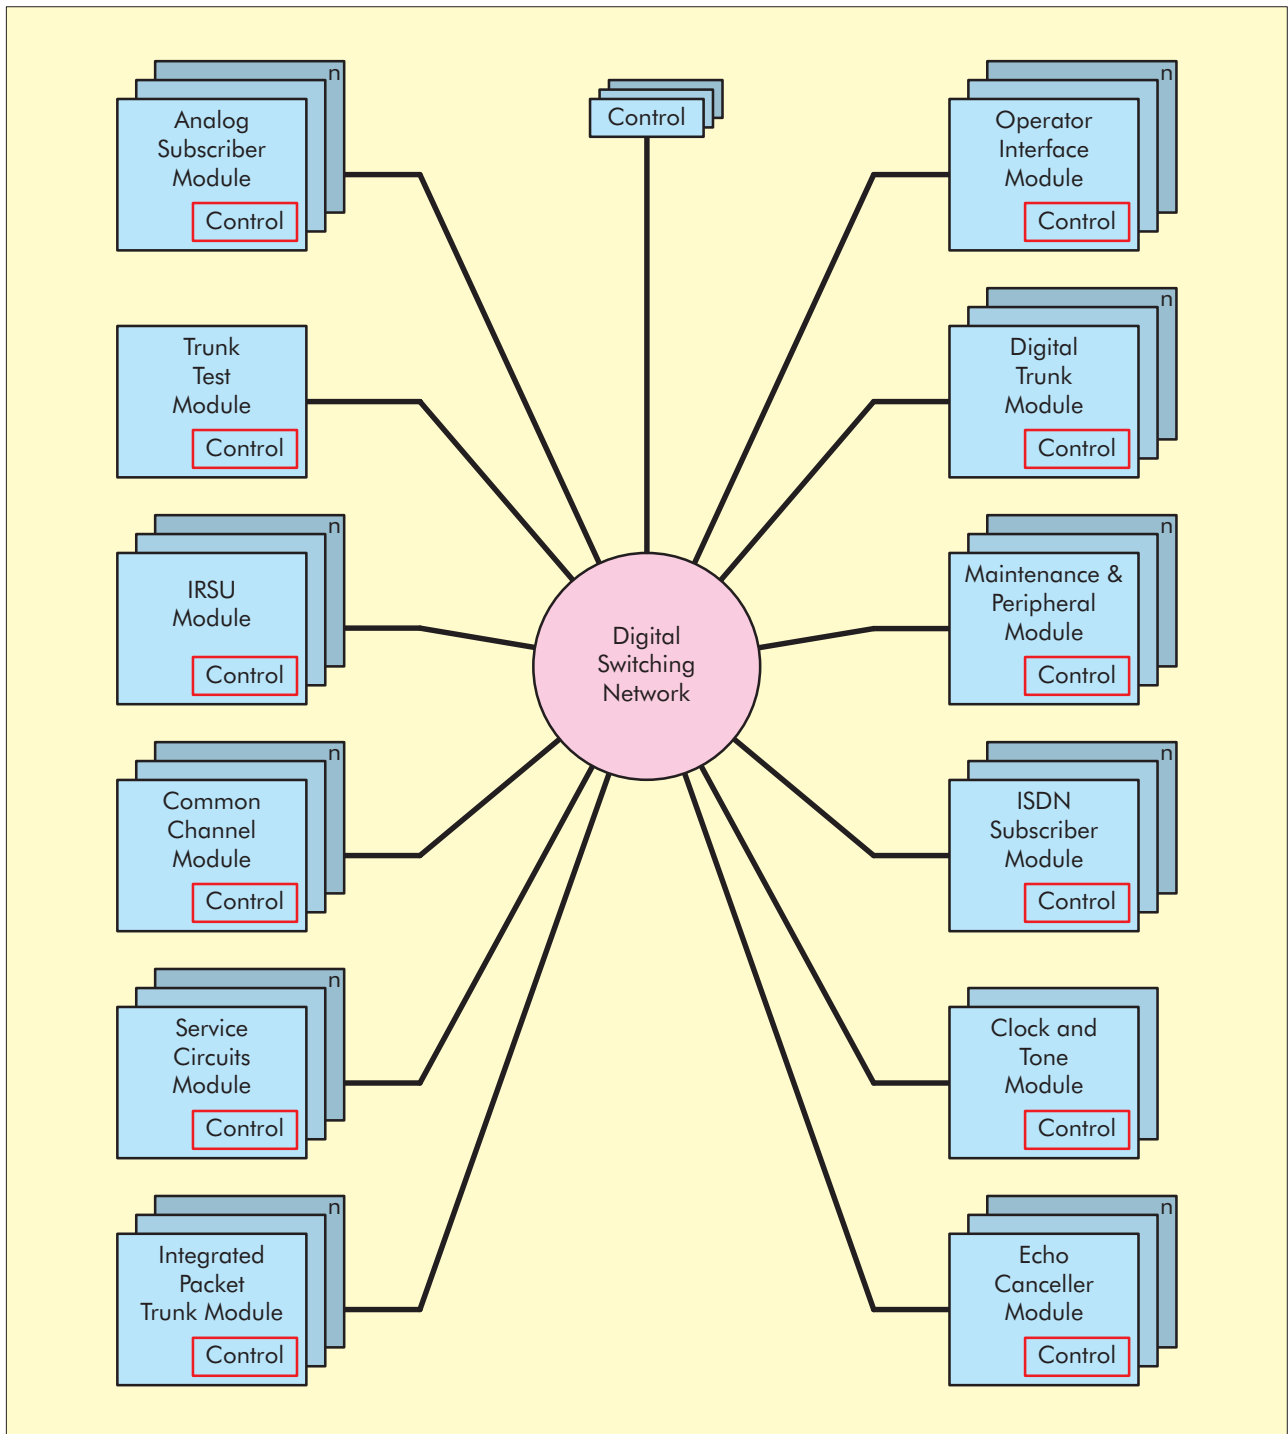 n
Analog
Subscriber
Module
Control
Control
n
Operator
Interface
Module
Control
Trunk
Test
Module
Control
n
Digital
Trunk
Module
Control
n
IRSU
Module
Control
Digital
Switching
Network
n
Maintenance &
Peripheral
Module
Control
n
Common
Channel
Module
Control
n
ISDN
Subscriber
Module
Control
n
Service
Circuits
Module
Control
Clock and
Tone
Module
Control
n
Integrated
Packet
Trunk Module
Control
n
Echo
Canceller
Module
Control